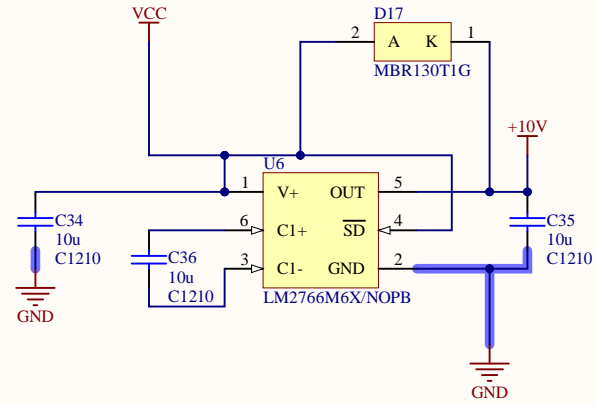 VCC
D17
2 A K 1
MBR130T1G
+10V
U6
1 V+ OUT 5
6 C1+ SD 4
3 C1- GND 2
LM2766M6X/NOPB
C34
10u
C1210
GND
C36
10u
C1210
C35
10u
C1210
GND